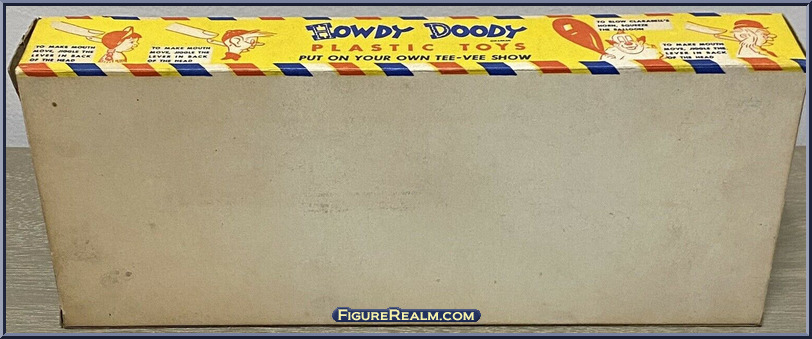 HOWDY DOODY
PLASTIC TOYS
PUT ON YOUR OWN TEE-VEE SHOW
TO MAKE MOUTH
MOVE, JIGGLE THE
LEVER IN BACK
OF THE HEAD
TO MAKE MOUTH
MOVE, JIGGLE THE
LEVER IN BACK
OF THE HEAD
TO BLOW CLARABELL'S
HORN, SQUEEZE
THE BALLOON
TO MAKE MOUTH
MOVE, JIGGLE THE
LEVER IN BACK
OF THE HEAD
FIGUREREALM.COM